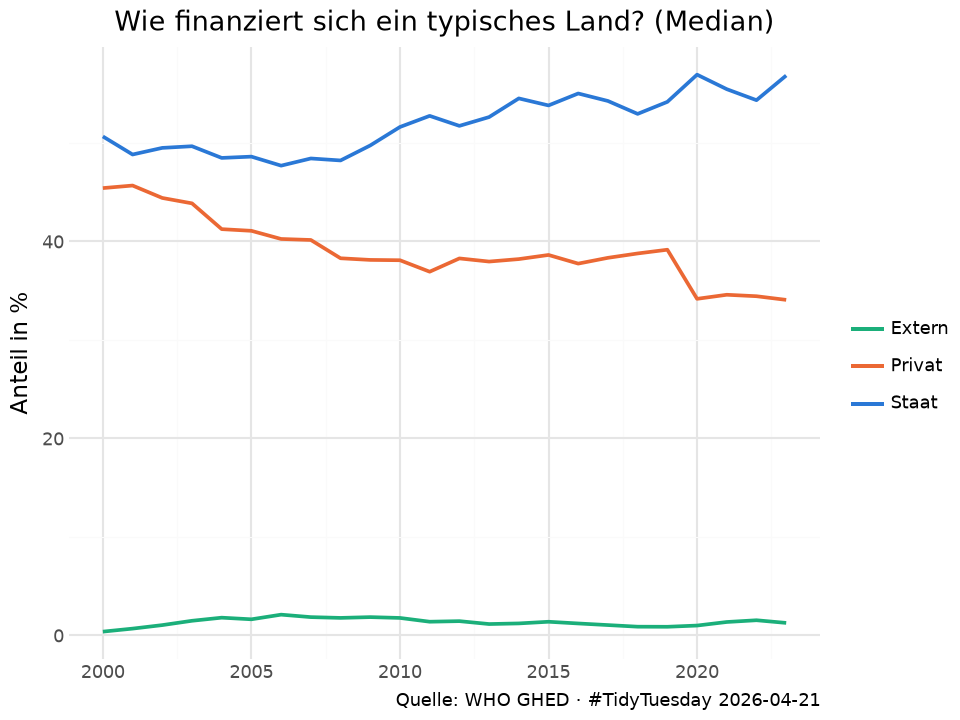 Wie finanziert sich ein typisches Land? (Median)
Anteil in %
40
20
0
2000 2005 2010 2015 2020
Extern
Privat
Staat
Quelle: WHO GHED · #TidyTuesday 2026-04-21